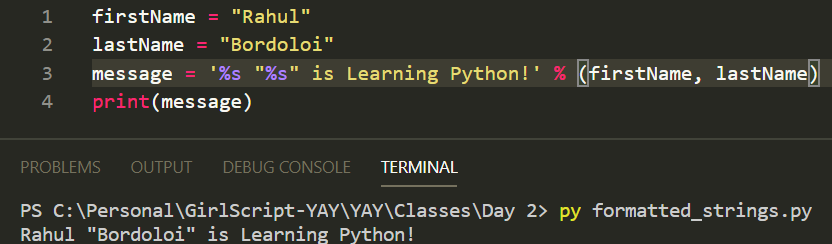 1 firstName = "Rahul"
2 lastName = "Bordoloi"
3 message = '%s "%s" is Learning Python!' % (firstName, lastName)
4 print(message)
PROBLEMS OUTPUT DEBUG CONSOLE TERMINAL
PS C:\Personal\GirlScript-YAY\YAY\Classes\Day 2> py formatted_strings.py
Rahul "Bordoloi" is Learning Python!